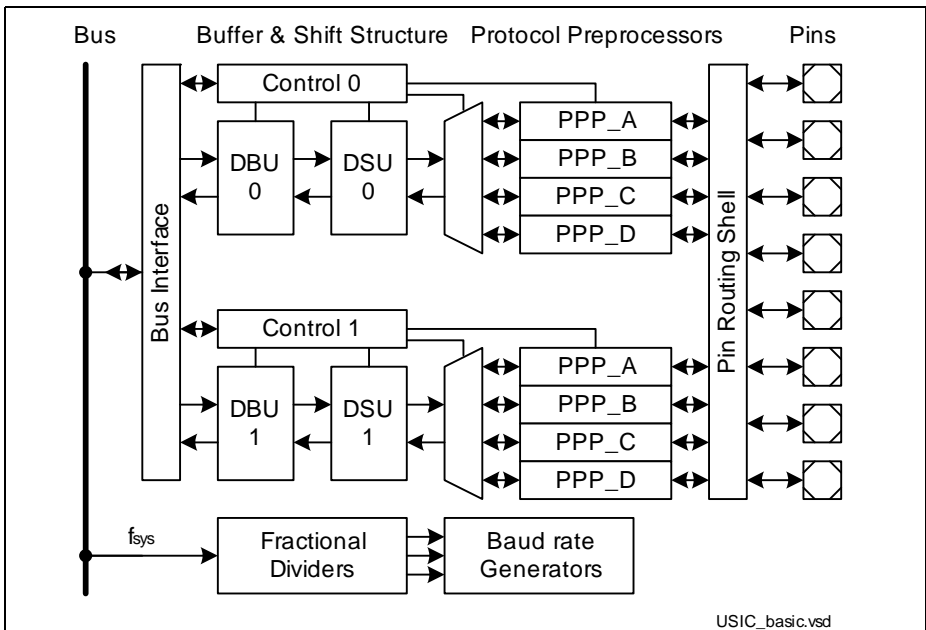 Bus
Buffer & Shift Structure
Protocol Preprocessors
Pins
Bus Interface
Control 0
DBU
0
DSU
0
PPP_A
PPP_B
PPP_C
PPP_D
Pin Routing Shell
Control 1
DBU
1
DSU
1
PPP_A
PPP_B
PPP_C
PPP_D
fsys
Fractional
Dividers
Baud rate
Generators
USIC_basic.vsd